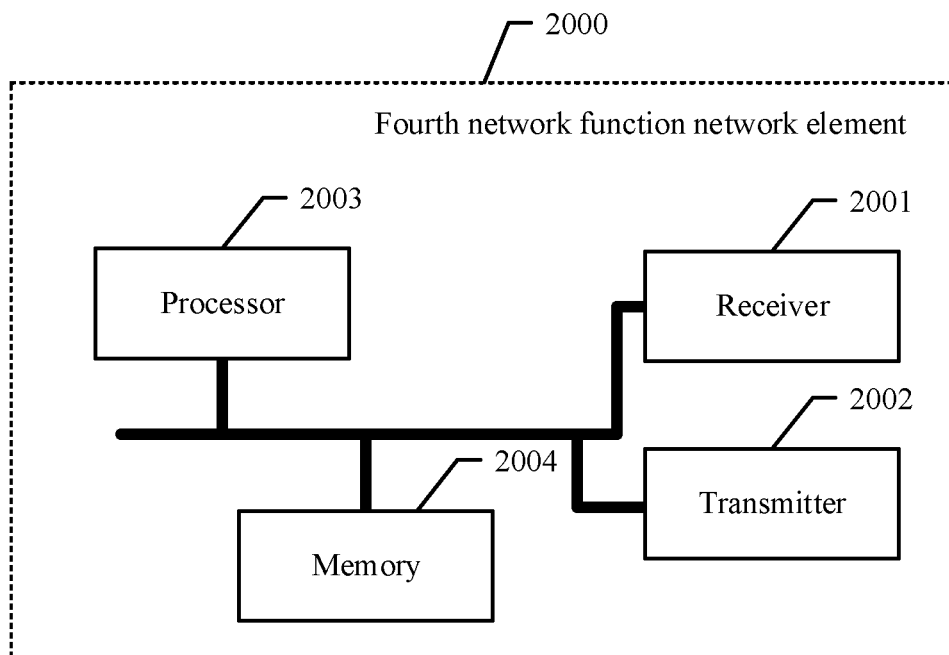 2000
Fourth network function network element
2003
2001
Processor
Receiver
2002
2004
Transmitter
Memory